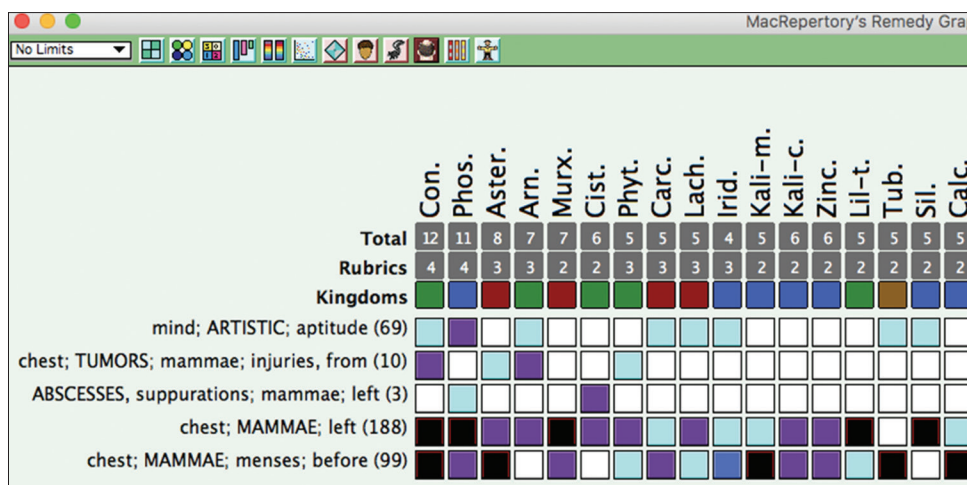 MacRepertory's Remedy Gra
No Limits
Con. Phos. Aster. Arn. Murx. Cist. Phyt. Carc. Lach. Irid. Kali-m. Kali-c. Zinc. Lil-t. Tub. Sil. Calc.
Total 12 11 8 7 7 6 5 5 5 4 5 6 6 5 5 5 5
Rubrics 4 4 3 3 2 2 3 3 3 3 2 2 2 2 2 2 2
Kingdoms
mind; ARTISTIC; aptitude (69)
chest; TUMORS; mammae; injuries, from (10)
ABSCESSES, suppurations; mammae; left (3)
chest; MAMMAE; left (188)
chest; MAMMAE; menses; before (99)